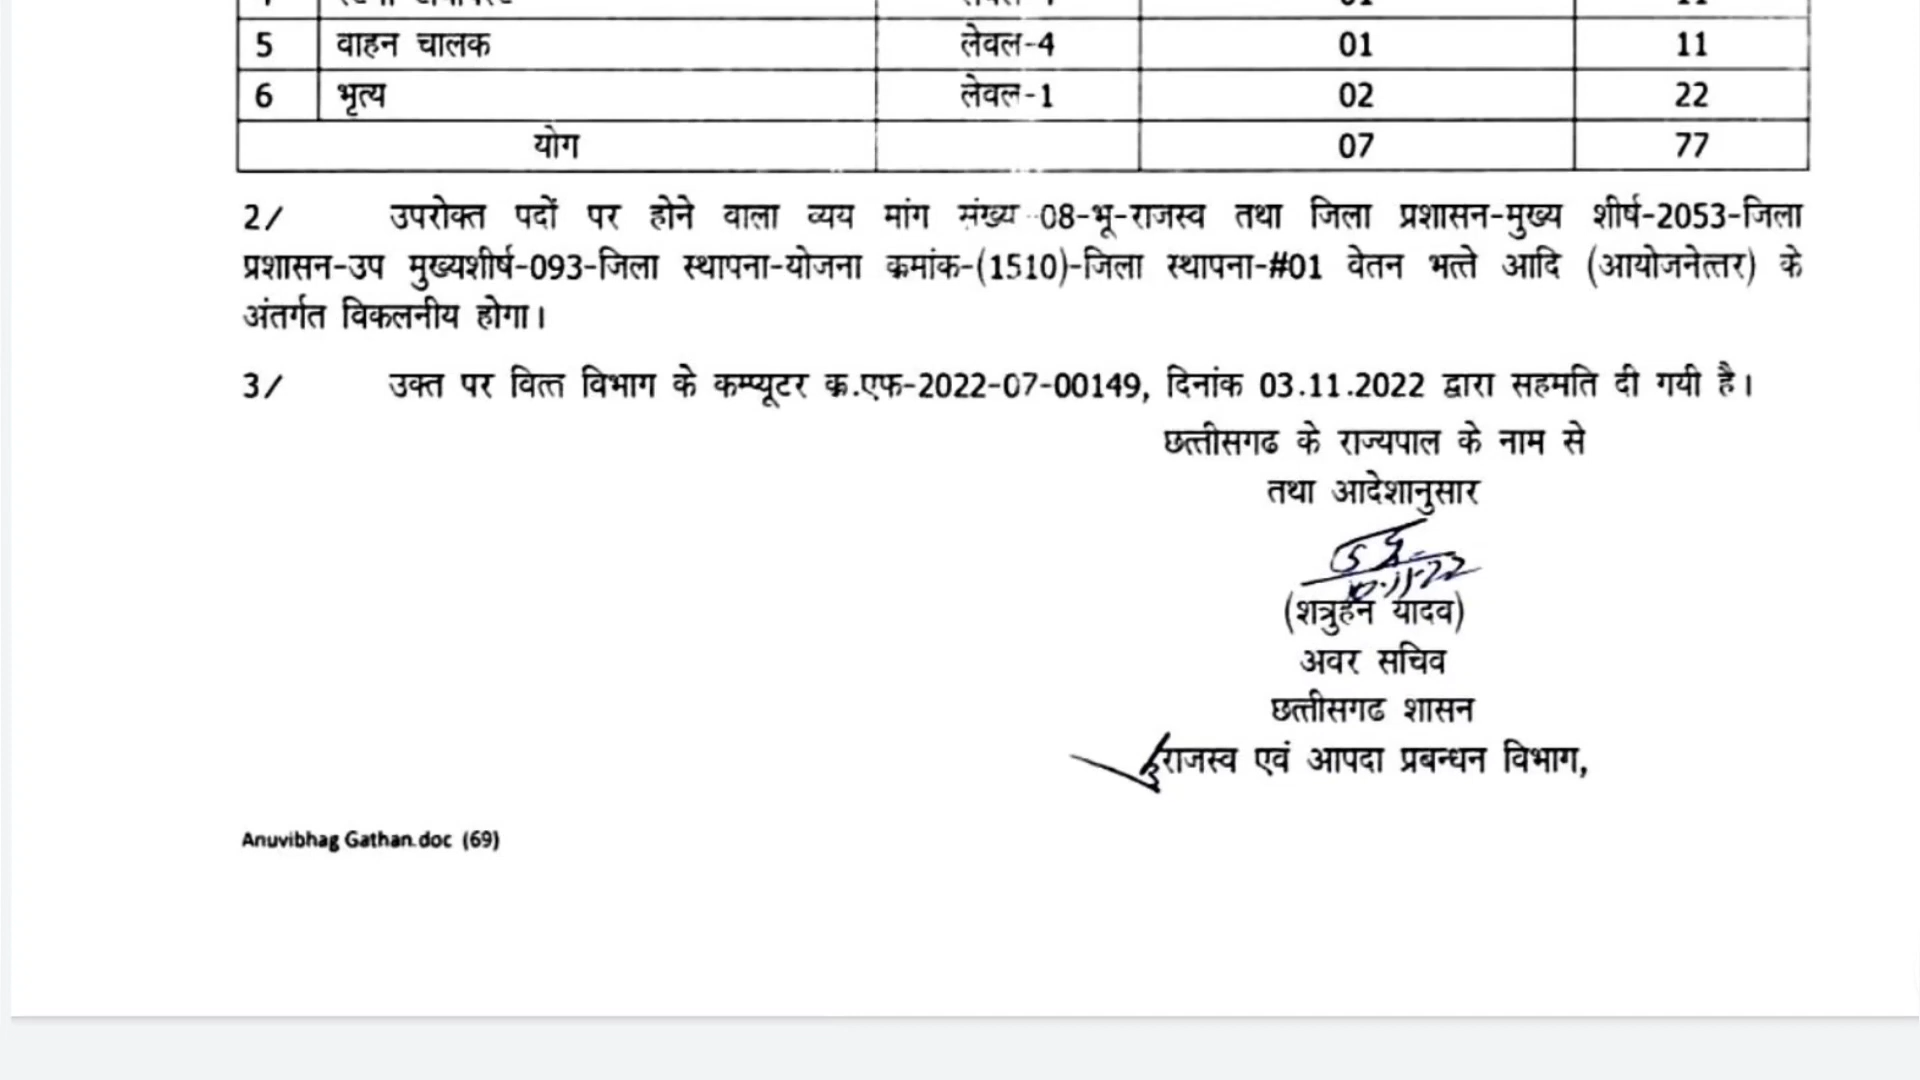 5 वाहन चालक लेवल-4 01 11
6 भृत्य लेवल-1 02 22
योग 07 77
2/ उपरोक्त पदों पर होने वाला व्यय मांग संख्य 08-भू-राजस्व तथा जिला प्रशासन-मुख्य शीर्ष-2053-जिला
प्रशासन-उप मुख्यशीर्ष-093-जिला स्थापना-योजना क्रमांक-(1510)-जिला स्थापना-#01 वेतन भत्ते आदि (आयोजनेत्तर) के
अंतर्गत विकलनीय होगा।
3/ उक्त पर वित्त विभाग के कम्प्यूटर क्र.एफ-2022-07-00149, दिनांक 03.11.2022 द्वारा सहमति दी गयी है।
छत्तीसगढ के राज्यपाल के नाम से
तथा आदेशानुसार
(शत्रुहन यादव)
अवर सचिव
छत्तीसगढ शासन
राजस्व एवं आपदा प्रबन्धन विभाग,
Anuvibhag Gathan.doc (69)